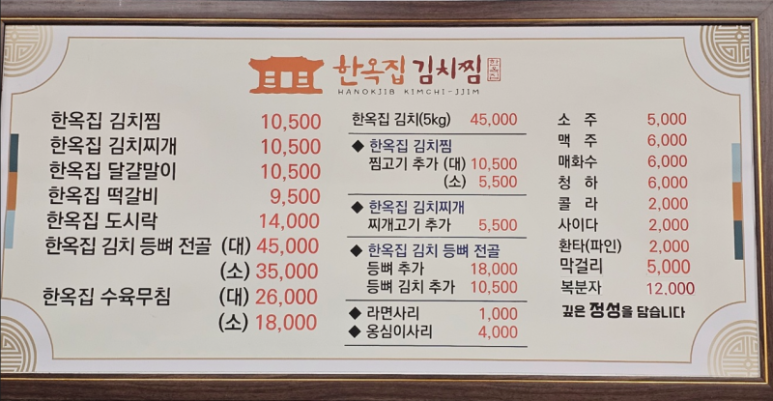 한옥집 김치찜
HANOKJIB KIMCHI-JJIM
한옥집 김치찜 10,500
한옥집 김치찌개 10,500
한옥집 달걀말이 10,500
한옥집 떡갈비 9,500
한옥집 도시락 14,000
한옥집 김치 등뼈 전골 (대) 45,000
(소) 35,000
한옥집 수육무침 (대) 26,000
(소) 18,000
한옥집 김치(5kg) 45,000
◆ 한옥집 김치찜
찜고기 추가 (대) 10,500
(소) 5,500
◆ 한옥집 김치찌개
찌개고기 추가 5,500
◆ 한옥집 김치 등뼈 전골
등뼈 추가 18,000
등뼈 김치 추가 10,500
◆ 라면사리 1,000
◆ 옹심이사리 4,000
소 주 5,000
맥 주 6,000
매화수 6,000
청 하 6,000
콜 라 2,000
사이다 2,000
환타(파인) 2,000
막걸리 5,000
복분자 12,000
깊은 정성을 담습니다